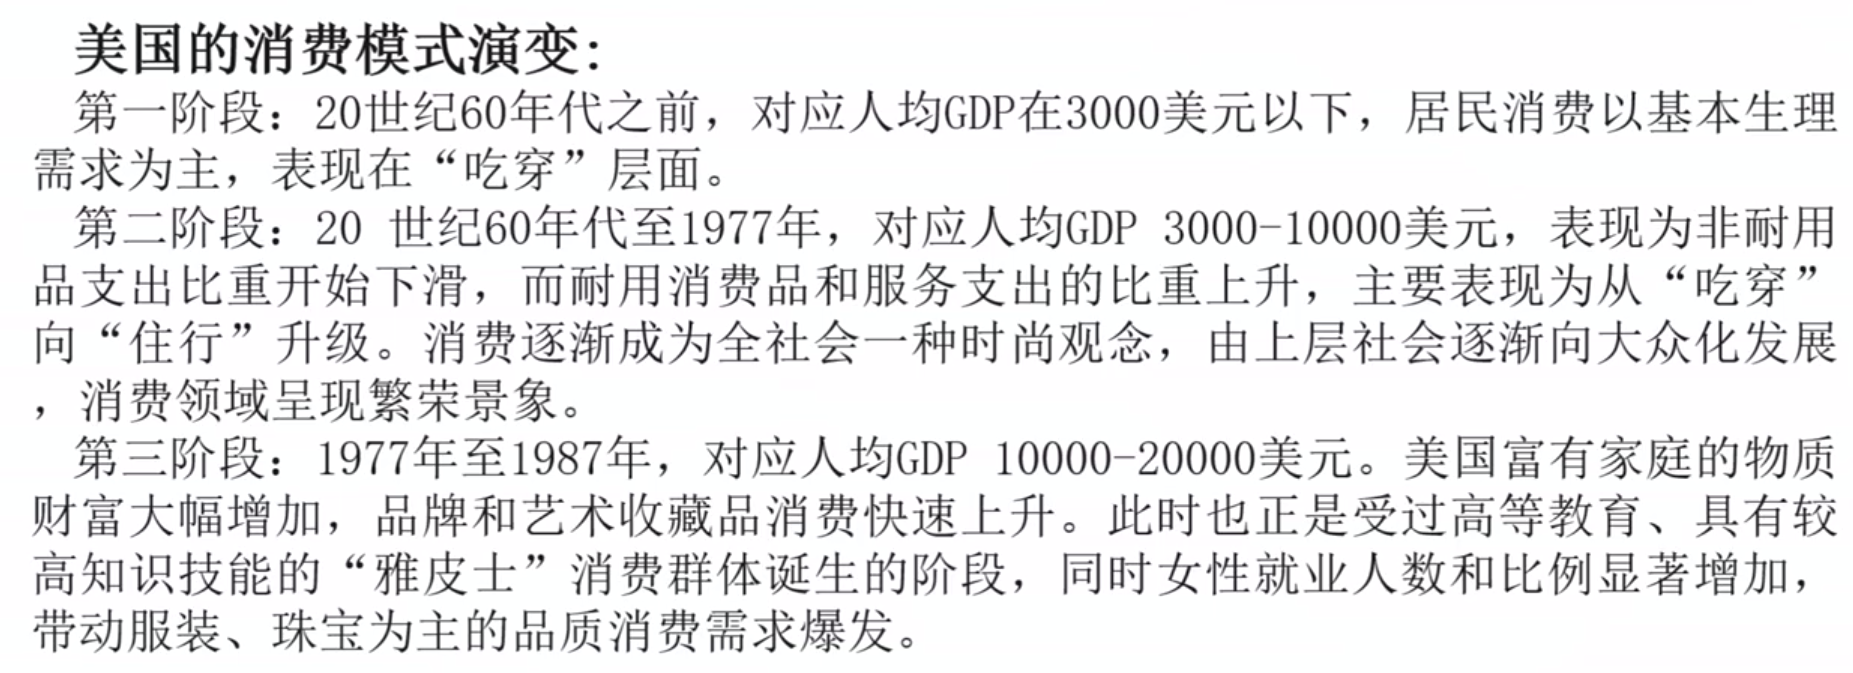 美国的消费模式演变:
第一阶段：20世纪60年代之前，对应人均GDP在3000美元以下，居民消费以基本生理
需求为主，表现在“吃穿”层面。
第二阶段：20 世纪60年代至1977年，对应人均GDP 3000-10000美元，表现为非耐用
品支出比重开始下滑，而耐用消费品和服务支出的比重上升，主要表现为从“吃穿”
向“住行”升级。消费逐渐成为全社会一种时尚观念，由上层社会逐渐向大众化发展
，消费领域呈现繁荣景象。
第三阶段：1977年至1987年，对应人均GDP 10000-20000美元。美国富有家庭的物质
财富大幅增加，品牌和艺术收藏品消费快速上升。此时也正是受过高等教育、具有较
高知识技能的“雅皮士”消费群体诞生的阶段，同时女性就业人数和比例显著增加，
带动服装、珠宝为主的品质消费需求爆发。